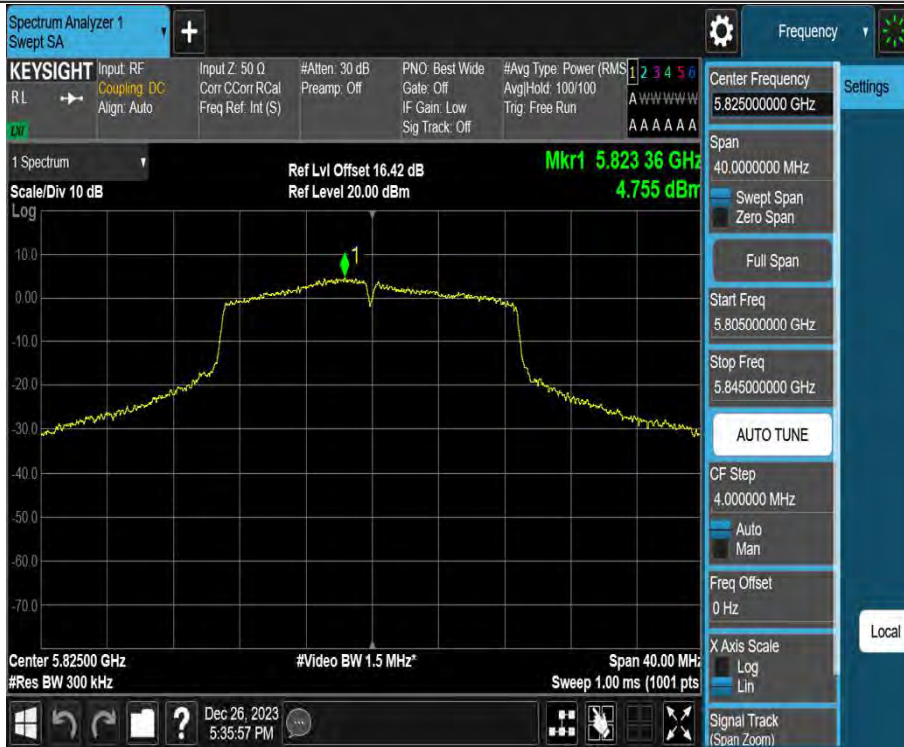 Spectrum Analyzer 1
Swept SA
+
Frequency
KEYSIGHT
RL
LXI
Input: RF
Coupling: DC
Align: Auto
Input Z: 50 Ω
Corr CCorr RCal
Freq Ref: Int (S)
#Atten: 30 dB
Preamp: Off
PNO: Best Wide
Gate: Off
IF Gain: Low
Sig Track: Off
#Avg Type: Power (RMS
Avg|Hold: 100/100
Trig: Free Run
1 2 3 4 5 6
A W W W W W
A A A A A A
Center Frequency
5.825000000 GHz
Settings
1 Spectrum
Scale/Div 10 dB
Log
Ref Lvl Offset 16.42 dB
Ref Level 20.00 dBm
Mkr1 5.823 36 GHz
4.755 dBm
Span
40.0000000 MHz
Swept Span
Zero Span
Full Span
Start Freq
5.805000000 GHz
Stop Freq
5.845000000 GHz
AUTO TUNE
CF Step
4.000000 MHz
Auto
Man
Freq Offset
0 Hz
X Axis Scale
Log
Lin
Signal Track
(Span Zoom)
Local
1
10.0
0.00
-10.0
-20.0
-30.0
-40.0
-50.0
-60.0
-70.0
Center 5.82500 GHz
#Res BW 300 kHz
#Video BW 1.5 MHz*
Span 40.00 MHz
Sweep 1.00 ms (1001 pts
?
Dec 26, 2023
5:35:57 PM